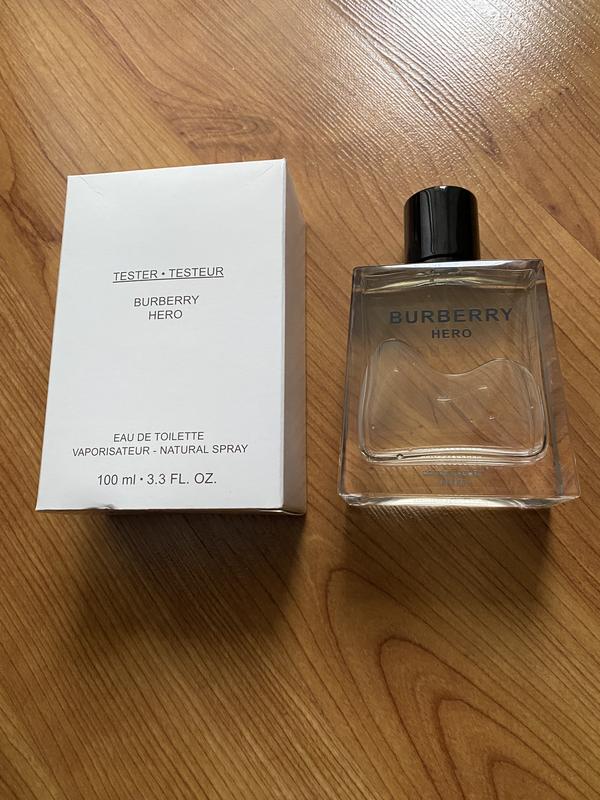 TESTER • TESTEUR
BURBERRY
HERO
EAU DE TOILETTE
VAPORISATEUR - NATURAL SPRAY
100 ml • 3.3 FL. OZ.
BURBERRY
HERO